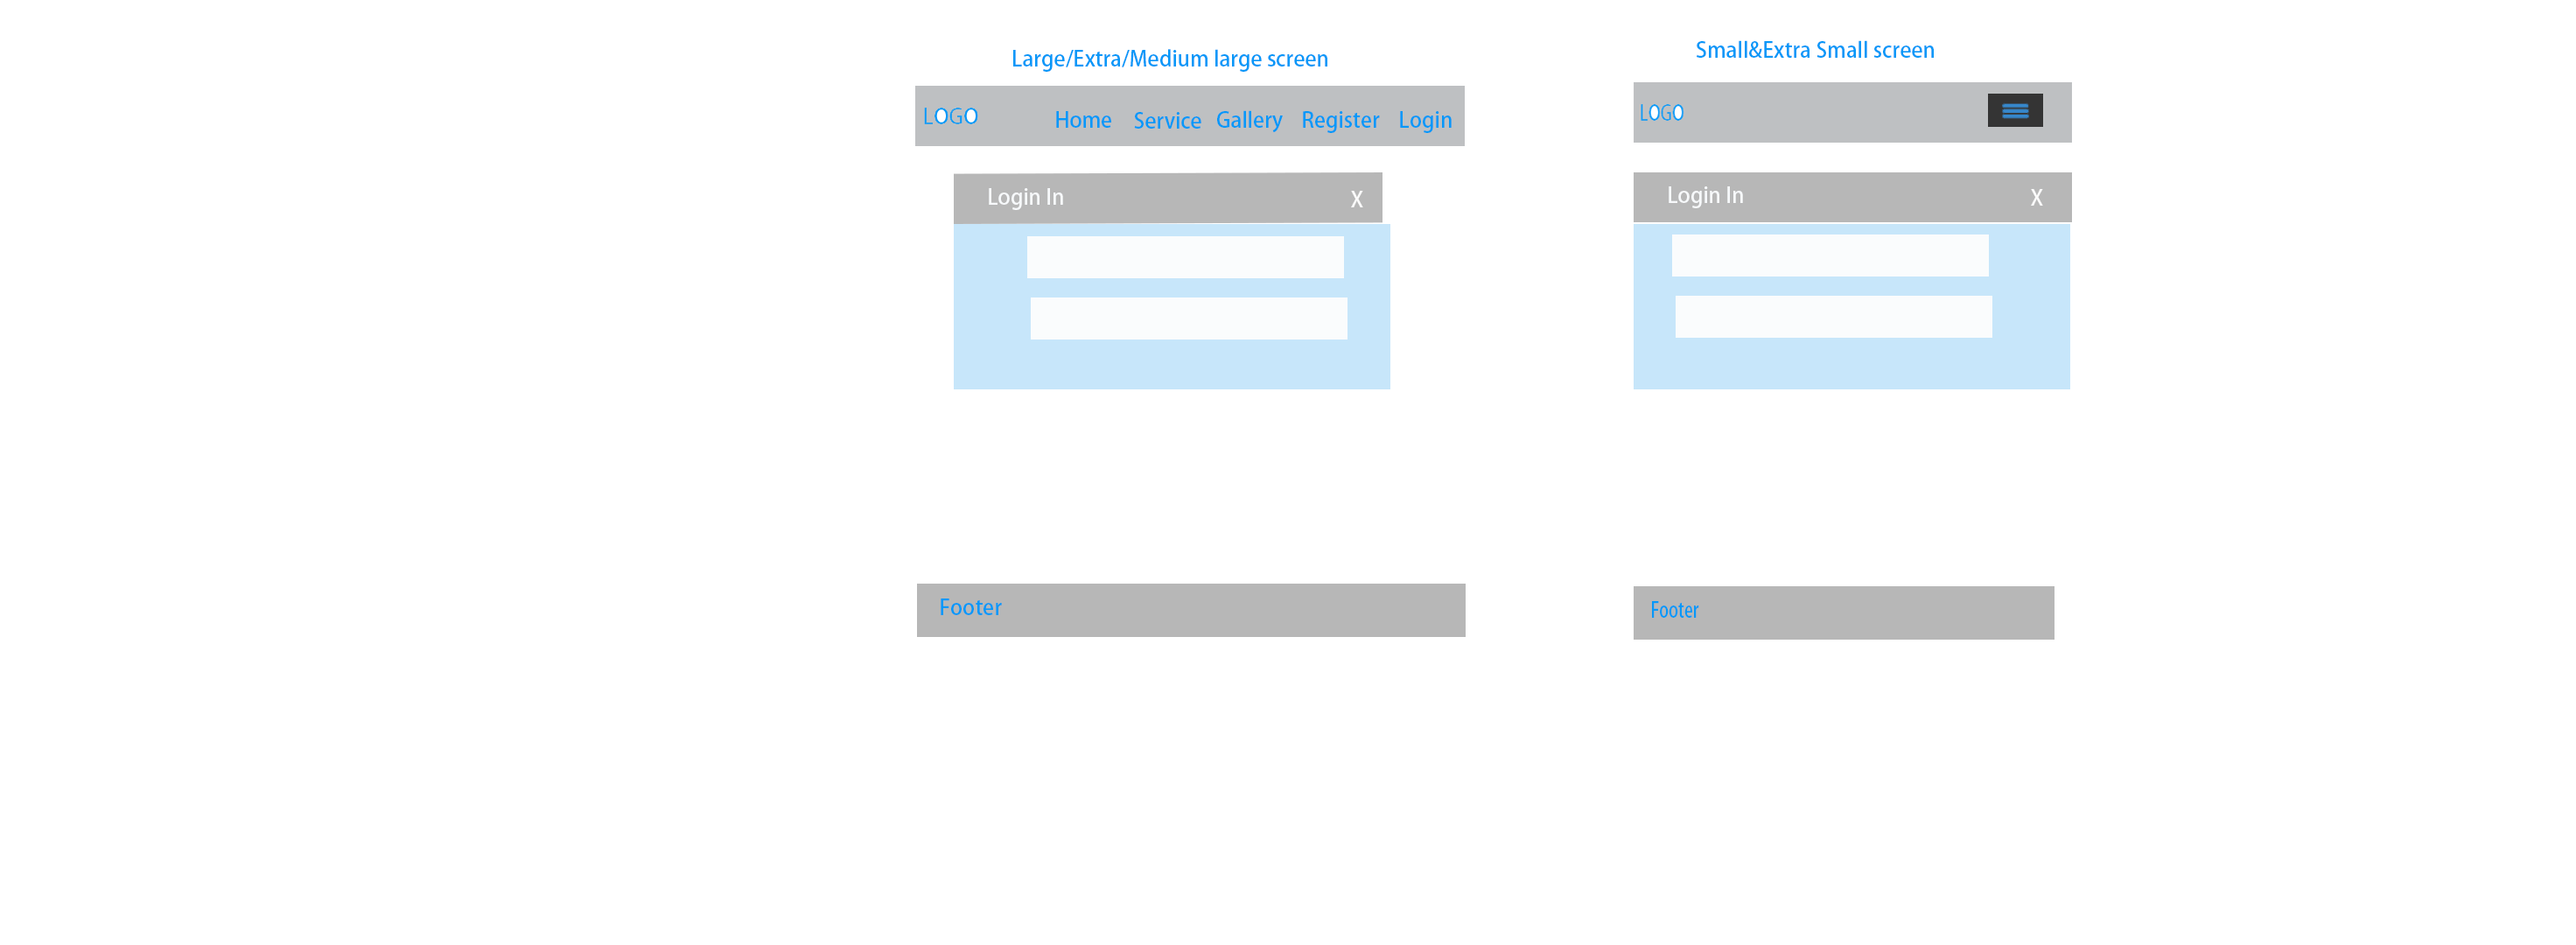 Large/Extra/Medium large screen
LOGO Home Service Gallery Register Login
Login In X
Footer
Small&Extra Small screen
LOGO
Login In X
Footer